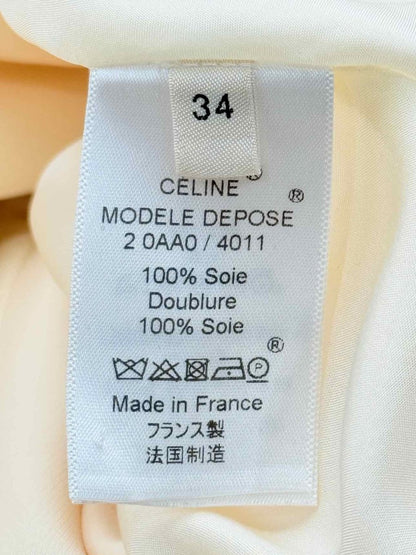 34
CÉLINE®
MODELE DEPOSE ®
2 0AA0 / 4011
100% Soie
Doublure
100% Soie
®
P
Made in France
フランス製
法国制造